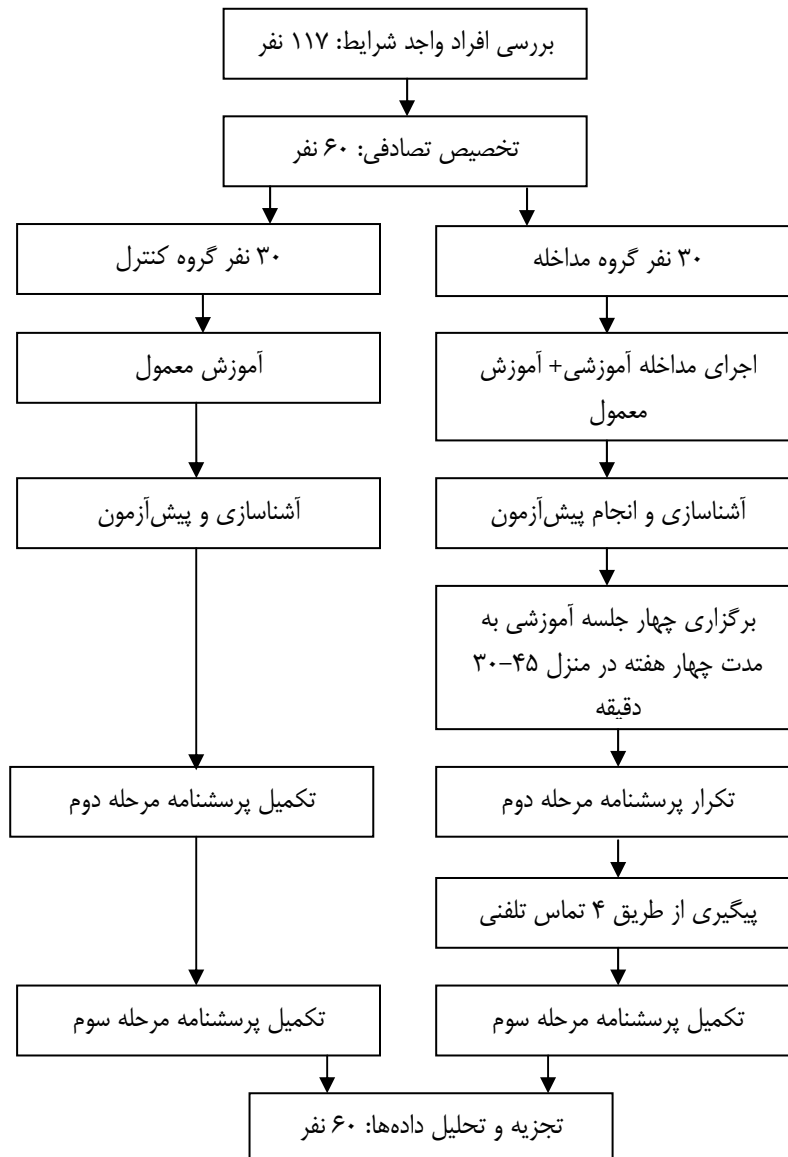 بررسی افراد واجد شرایط: ۱۱۷ نفر
تخصیص تصادفی: ۶۰ نفر
۳۰ نفر گروه مداخله
۳۰ نفر گروه کنترل
اجرای مداخله آموزشی+ آموزش
معمول
آموزش معمول
آشناسازی و انجام پیش‌آزمون
آشناسازی و پیش‌آزمون
برگزاری چهار جلسه آموزشی به
مدت چهار هفته در منزل ۴۵–۳۰
دقیقه
تکرار پرسشنامه مرحله دوم
تکمیل پرسشنامه مرحله دوم
پیگیری از طریق ۴ تماس تلفنی
تکمیل پرسشنامه مرحله سوم
تکمیل پرسشنامه مرحله سوم
تجزیه و تحلیل داده‌ها: ۶۰ نفر